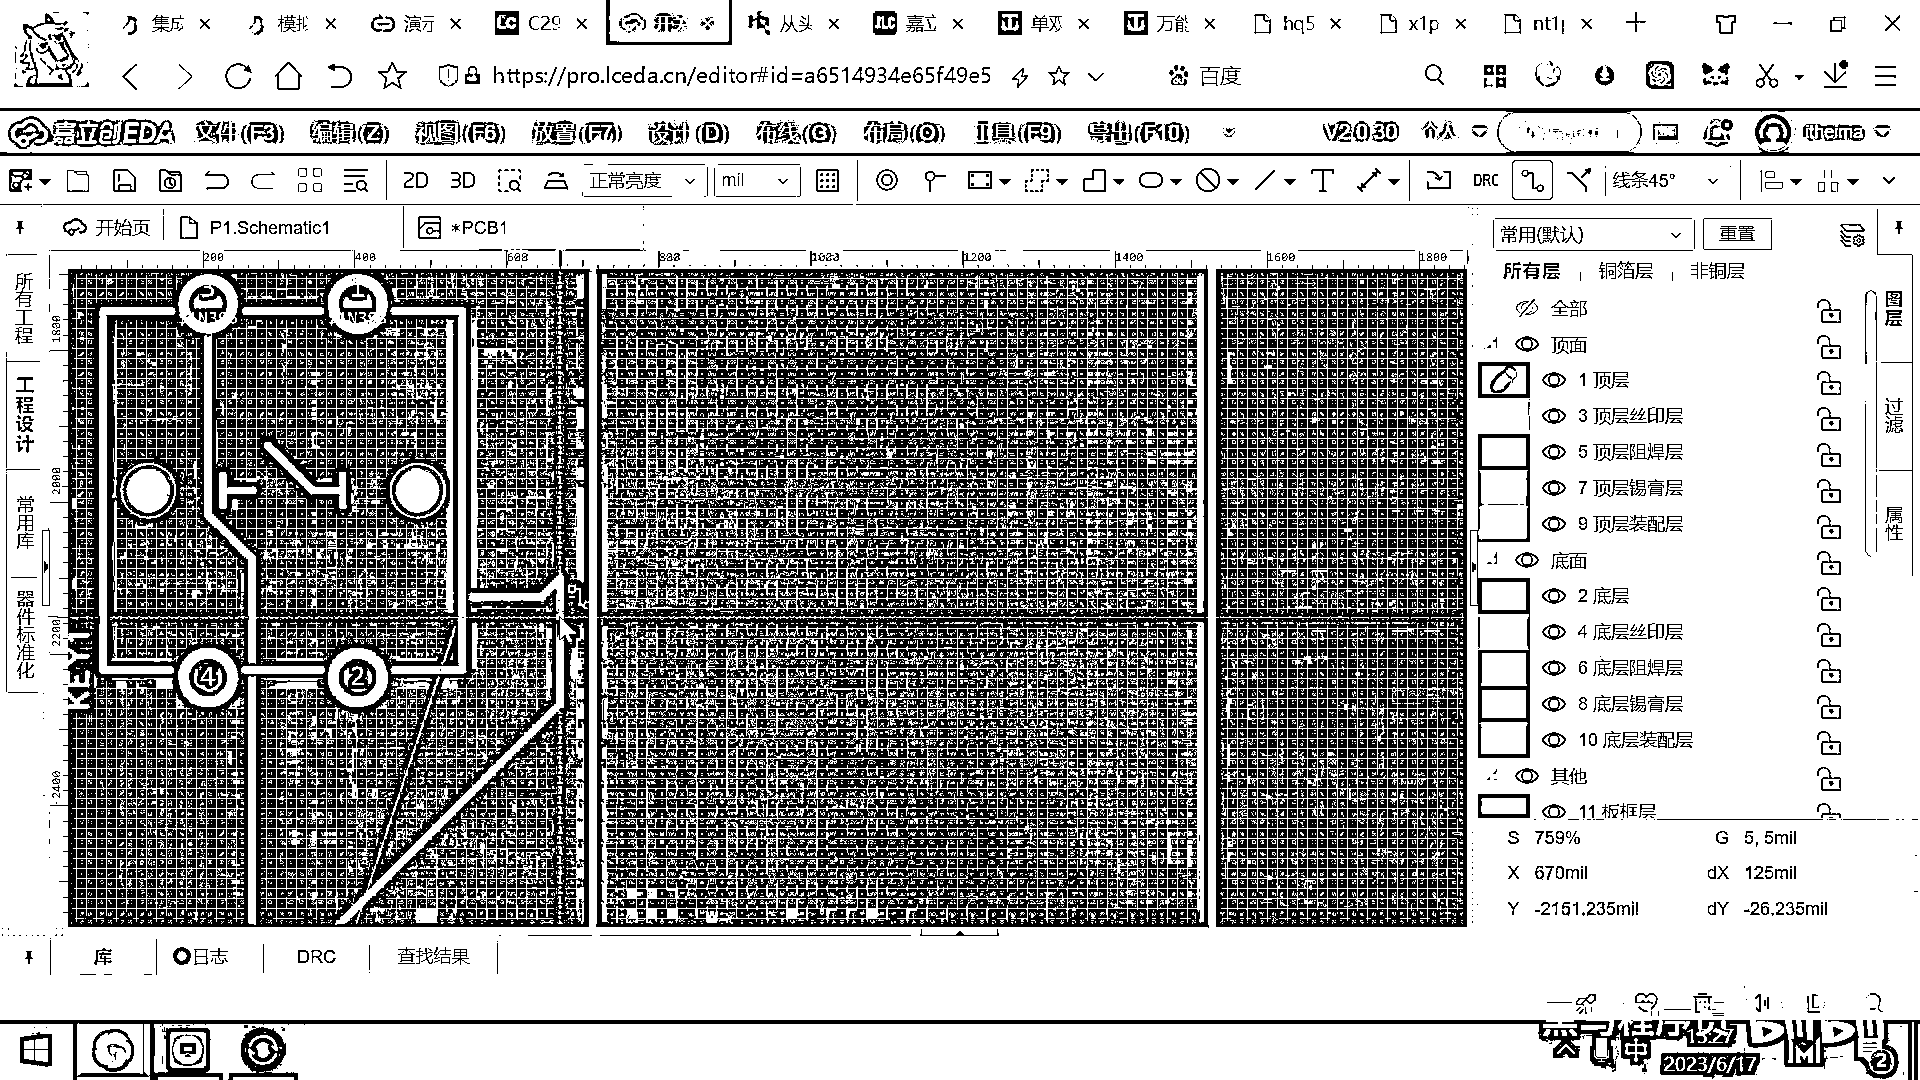 集成
模拟
演示
C29
开
从头
嘉立
单双
万能
hq5
x1p
nt1p
https://pro.lceda.cn/editor#id=a6514934e65f49e5
百度
嘉立创EDA 文件(F3) 编辑(Z) 视图(F6) 放置(F7) 设计(D) 布线(G) 布局(O) 工具(F9) 导出(F10) V2.0.30 个人 itheima
2D 3D 正常亮度 mil DRC 线条45°
开始页 P1.Schematic1 *PCB1
常用(默认) 重置
200 400 600 800 1000 1200 1400 1600 1800
所有层 铜箔层 非铜层
全部
顶面
1 顶层
3 顶层丝印层
5 顶层阻焊层
7 顶层锡膏层
9 顶层装配层
底面
2 底层
4 底层丝印层
6 底层阻焊层
8 底层锡膏层
10 底层装配层
其他
11 板框层
图层
过滤
属性
所有工程
工程设计
常用库
器件标准化
1800
2000
2200
2400
4
2
S 759% G 5, 5mil
X 670mil dX 125mil
Y -2151.235mil dY -26.235mil
库 日志 DRC 查找结果
中
2023/6/17
2